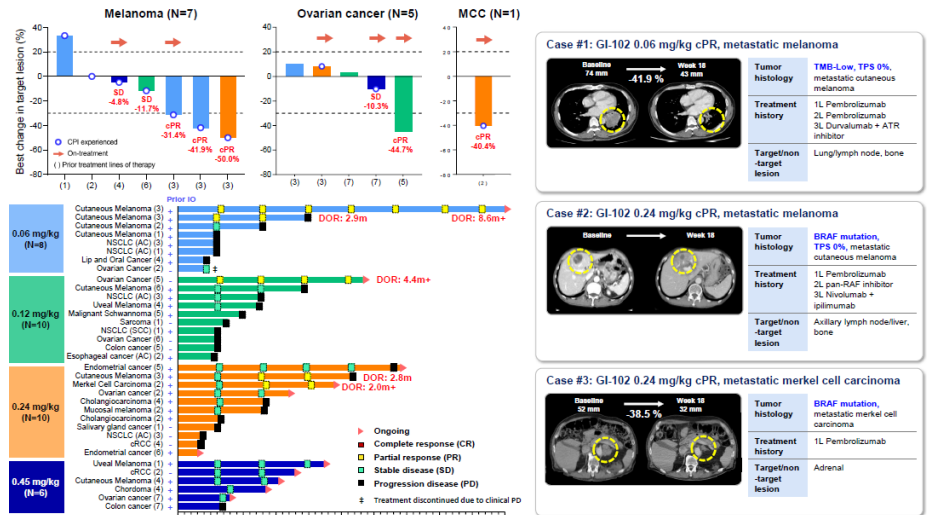 Melanoma (N=7)
Ovarian cancer (N=5)
MCC (N=1)
Best change in target lesion (%)
40
20
0
-20
-40
-60
-80
SD
-4.8%
SD
-11.7%
cPR
-31.4%
cPR
-41.9%
cPR
-50.0%
CPI experienced
On-treatment
( ) Prior treatment lines of therapy
(1) (2) (4) (6) (3) (3) (3)
40
20
0
-20
-40
-60
-80
SD
-10.3%
cPR
-44.7%
(3) (3) (7) (7) (5)
40
20
0
-20
-40
-60
-80
cPR
-40.4%
(2)
Prior IO
0.06 mg/kg
(N=8)
Cutaneous Melanoma (3) +
Cutaneous Melanoma (3) +
Cutaneous Melanoma (2) +
Cutaneous Melanoma (1) +
NSCLC (AC) (3) +
NSCLC (AC) (1) +
Lip and Oral Cancer (4) +
Ovarian Cancer (2) -
DOR: 2.9m
8.6m+
‡
0.12 mg/kg
(N=10)
Ovarian Cancer (5) -
Cutaneous Melanoma (6) +
NSCLC (AC) (3) +
Uveal Melanoma (4) +
Malignant Schwannoma (5) +
Sarcoma (1) -
NSCLC (SCC) (1) +
Ovarian Cancer (6) -
Colon cancer (5) -
Esophageal cancer (AC) (2) +
DOR: 4.4m+
0.24 mg/kg
(N=10)
Endometrial cancer (5) +
Cutaneous Melanoma (3) +
Merkel Cell Carcinoma (2) +
Ovarian cancer (2) -
Cholangiocarcinoma (4) +
Mucosal melanoma (2) +
Cholangiocarcinoma (2) -
Salivary gland cancer (1) -
NSCLC (AC) (3) +
cRCC (4) +
Endometrial cancer (6) +
DOR: 2.8m
DOR: 2.0m+
0.45 mg/kg
(N=6)
Uveal Melanoma (1) +
cRCC (2) -
Cutaneous Melanoma (4) +
Chordoma (4) +
Ovarian cancer (7) +
Colon cancer (7) +
Ongoing
Complete response (CR)
Partial response (PR)
Stable disease (SD)
Progression disease (PD)
‡ Treatment discontinued due to clinical PD
Case #1: GI-102 0.06 mg/kg cPR, metastatic melanoma
Baseline
74 mm
-41.9 %
Week 18
43 mm
Tumor histology
TMB-Low, TPS 0%,
metastatic cutaneous
melanoma
Treatment history
1L Pembrolizumab
2L Pembrolizumab
3L Durvalumab + ATR
inhibitor
Target/non
-target
lesion
Lung/lymph node, bone
Case #2: GI-102 0.24 mg/kg cPR, metastatic melanoma
Baseline
Week 18
Tumor histology
BRAF mutation,
TPS 0%, metastatic
cutaneous melanoma
Treatment history
1L Pembrolizumab
2L pan-RAF inhibitor
3L Nivolumab +
ipilimumab
Target/non
-target
lesion
Axillary lymph node/liver,
bone
Case #3: GI-102 0.24 mg/kg cPR, metastatic merkel cell carcinoma
Baseline
52 mm
-38.5 %
Week 18
32 mm
Tumor histology
BRAF mutation,
metastatic merkel cell
carcinoma
Treatment history
1L Pembrolizumab
Target/non
-target
lesion
Adrenal